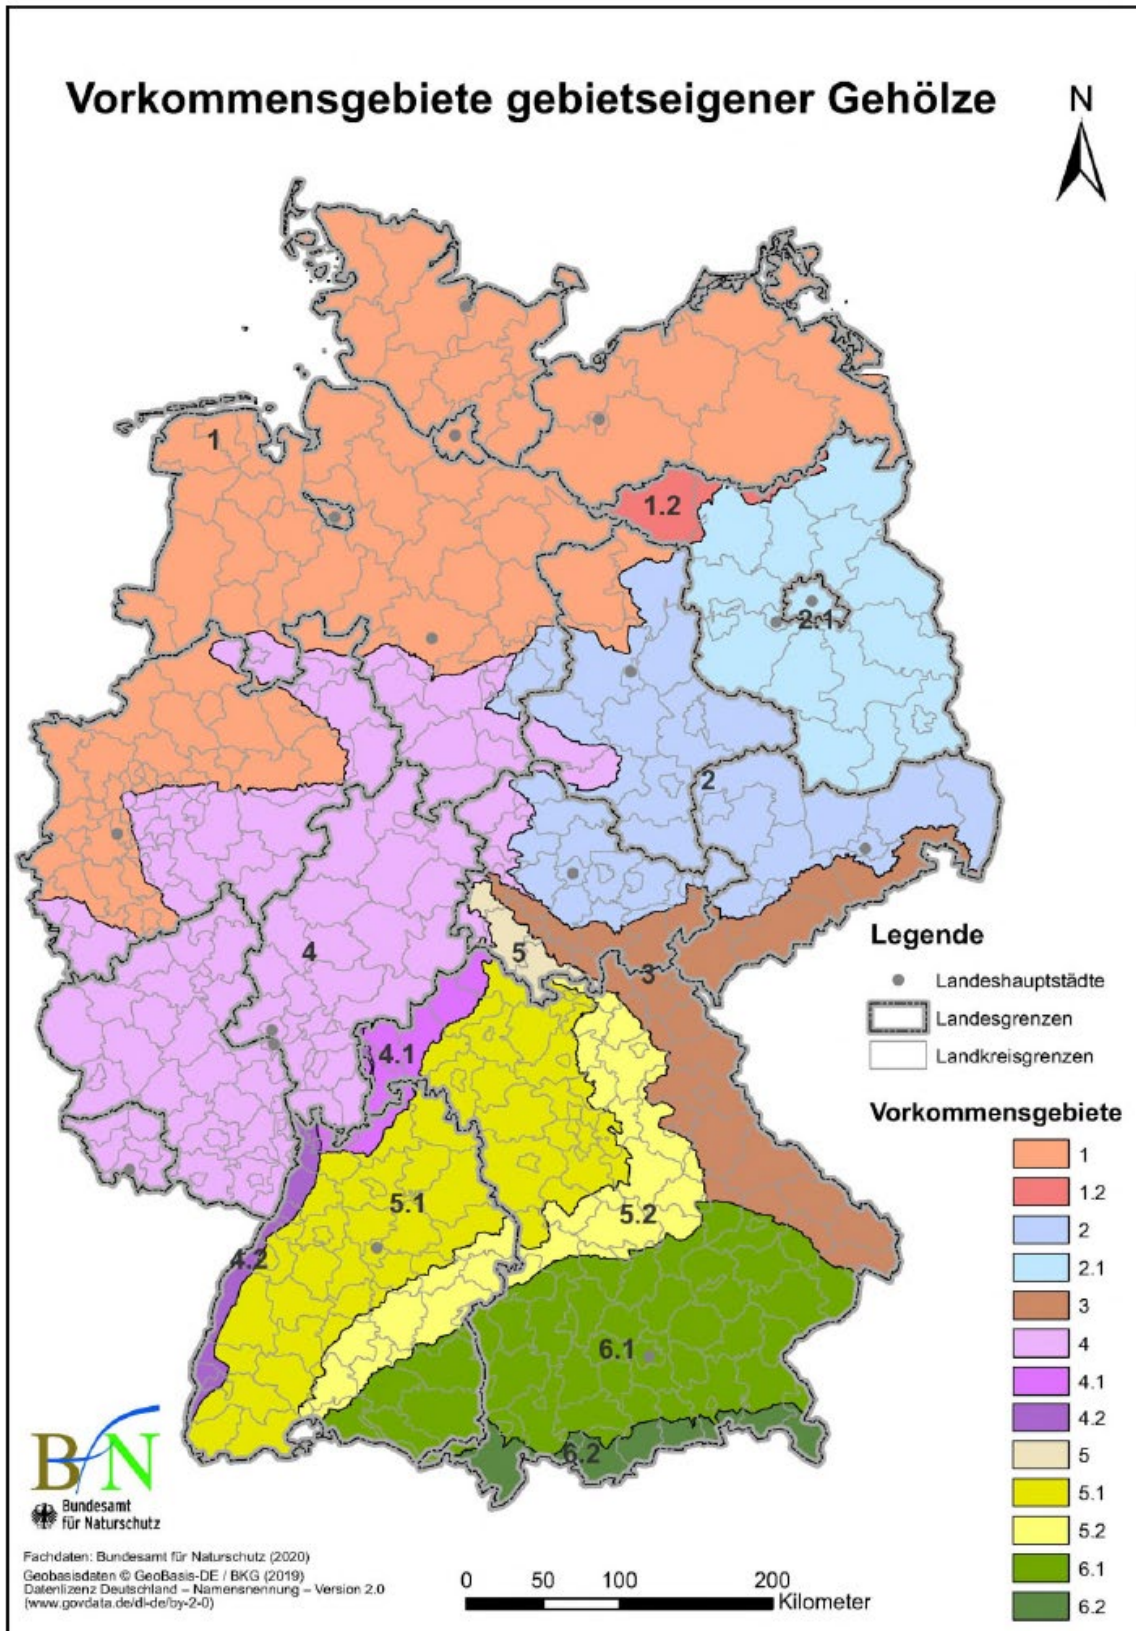 Vorkommensgebiete gebietseigener Gehölze
N
1
1.2
2.1
2
4
5
3
4.1
5.1
5.2
4.2
6.1
6.2
Legende
Landeshauptstädte
Landesgrenzen
Landkreisgrenzen
Vorkommensgebiete
1
1.2
2
2.1
3
4
4.1
4.2
5
5.1
5.2
6.1
6.2
BfN
Bundesamt
für Naturschutz
Fachdaten: Bundesamt für Naturschutz (2020)
Geobasisdaten © GeoBasis-DE / BKG (2019)
Datenlizenz Deutschland – Namensnennung – Version 2.0
(www.govdata.de/dl-de/by-2-0)
0 50 100 200
Kilometer